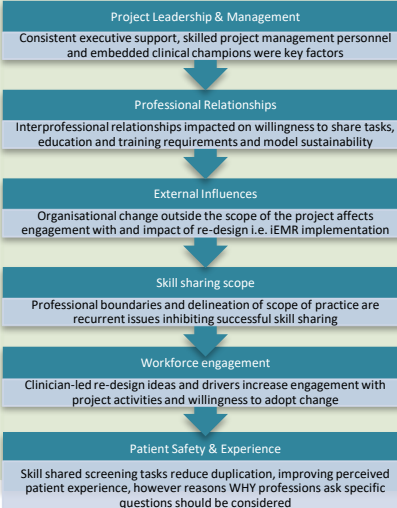 Project Leadership & Management
Consistent executive support, skilled project management personnel
and embedded clinical champions were key factors
Professional Relationships
Interprofessional relationships impacted on willingness to share tasks,
education and training requirements and model sustainability
External Influences
Organisational change outside the scope of the project affects
engagement with and impact of re-design i.e. iEMR implementation
Skill sharing scope
Professional boundaries and delineation of scope of practice are
recurrent issues inhibiting successful skill sharing
Workforce engagement
Clinician-led re-design ideas and drivers increase engagement with
project activities and willingness to adopt change
Patient Safety & Experience
Skill shared screening tasks reduce duplication, improving perceived
patient experience, however reasons WHY professions ask specific
questions should be considered